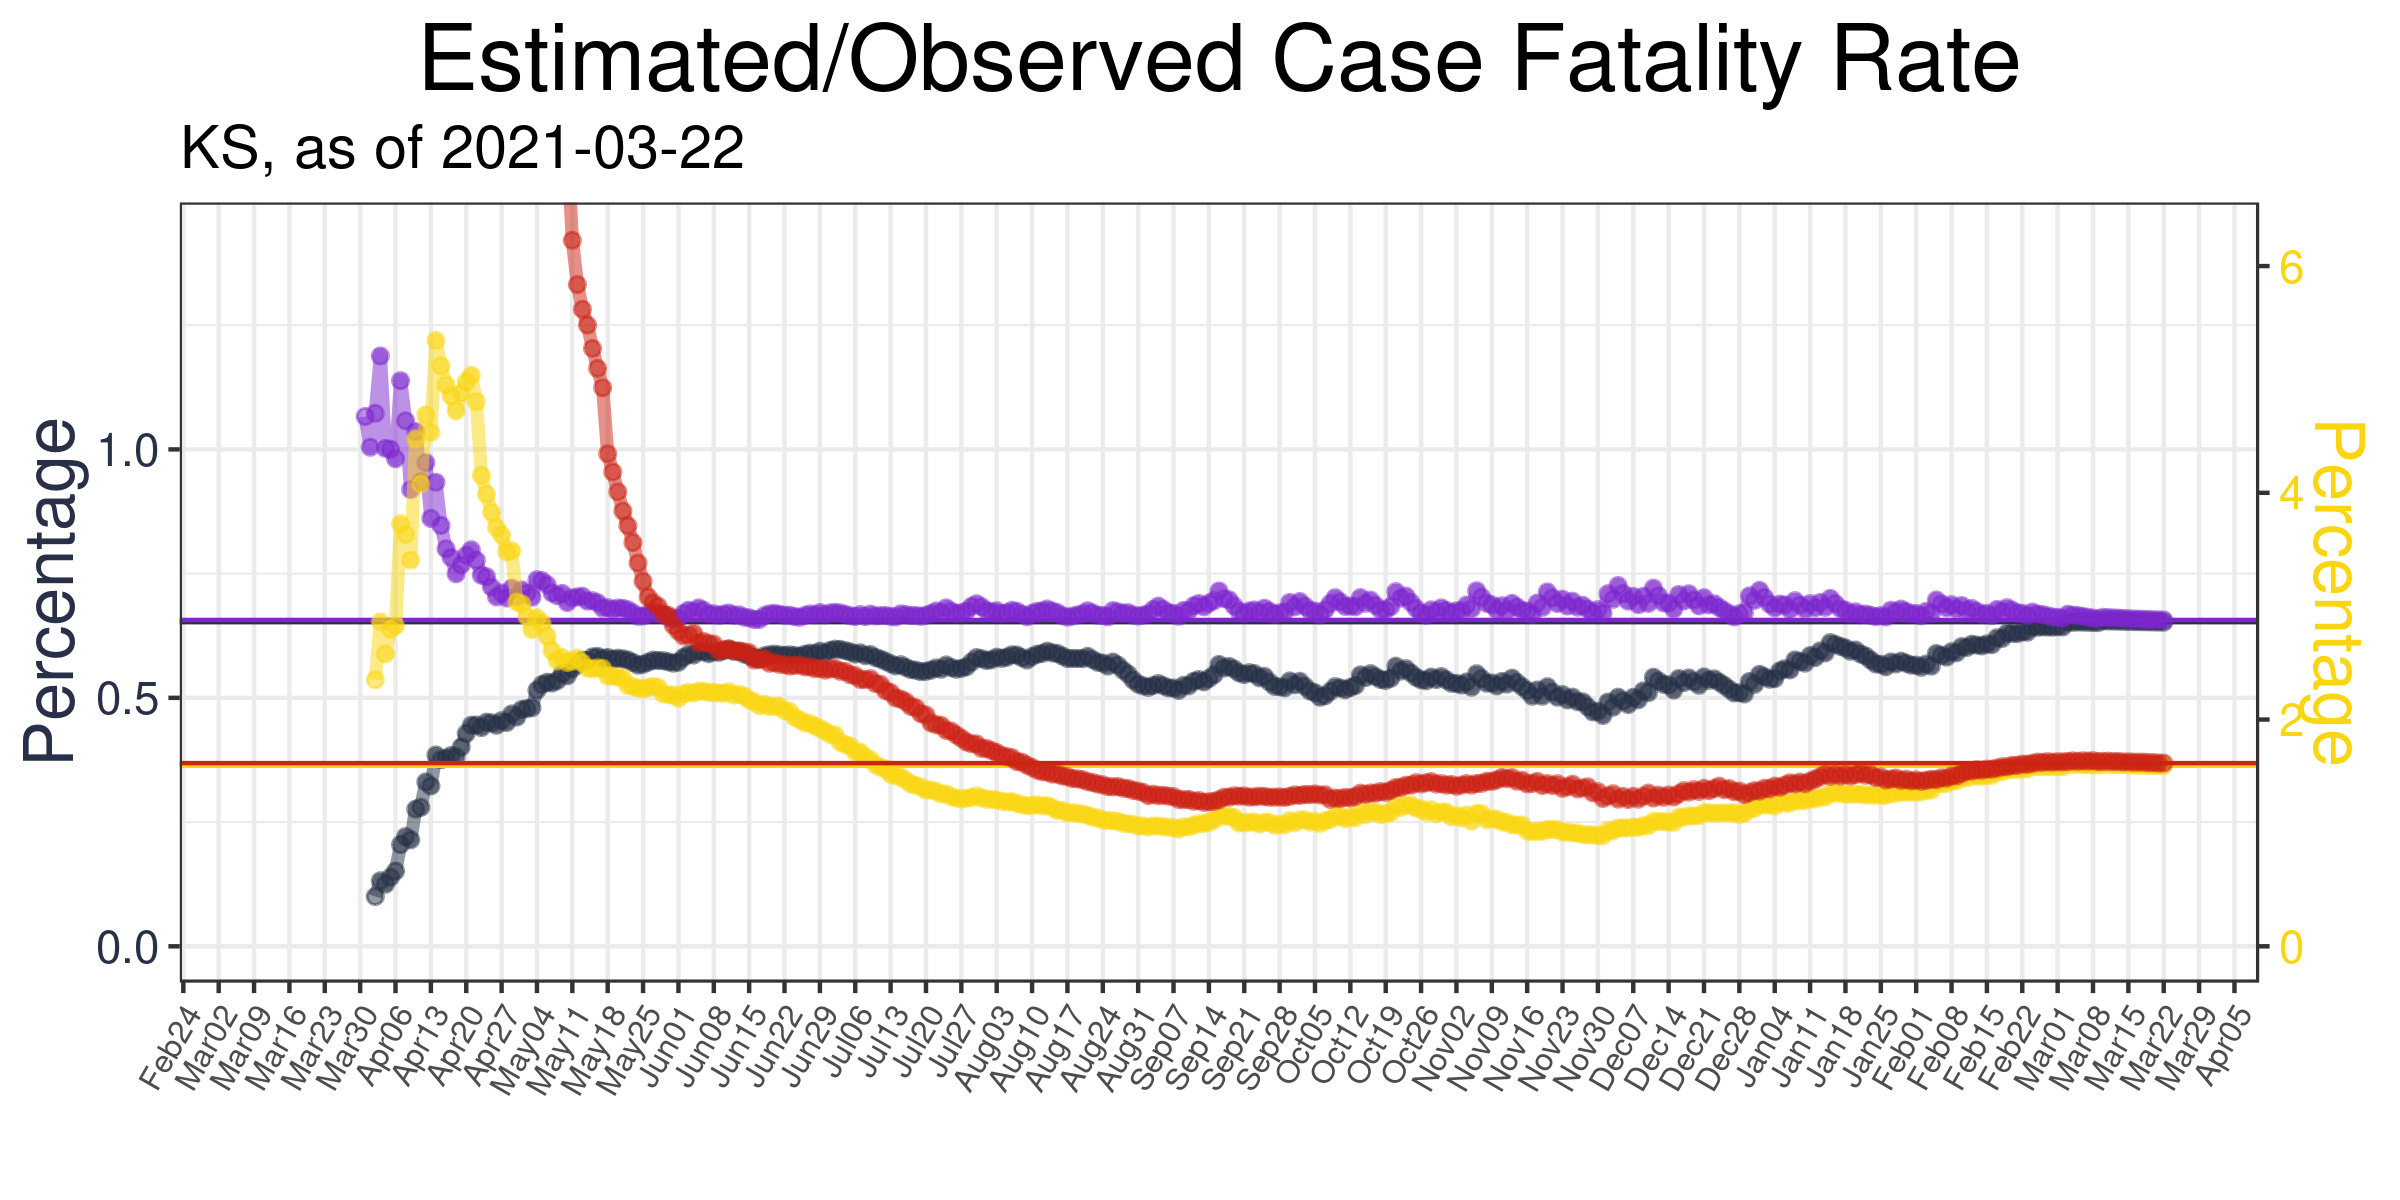 Estimated/Observed Case Fatality Rate
KS, as of 2021-03-22
Percentage
1.0
0.5
0.0
6
4
2
0
Percentage
Feb24 Mar02 Mar09 Mar16 Mar23 Mar30 Apr06 Apr13 Apr20 Apr27 May04 May11 May18 May25 Jun01 Jun08 Jun15 Jun22 Jun29 Jul06 Jul13 Jul20 Jul27 Aug03 Aug10 Aug17 Aug24 Aug31 Sep07 Sep14 Sep21 Sep28 Oct05 Oct12 Oct19 Oct26 Nov02 Nov09 Nov16 Nov23 Nov30 Dec07 Dec14 Dec21 Dec28 Jan04 Jan11 Jan18 Jan25 Feb01 Feb08 Feb15 Feb22 Mar01 Mar08 Mar15 Mar22 Mar29 Apr05